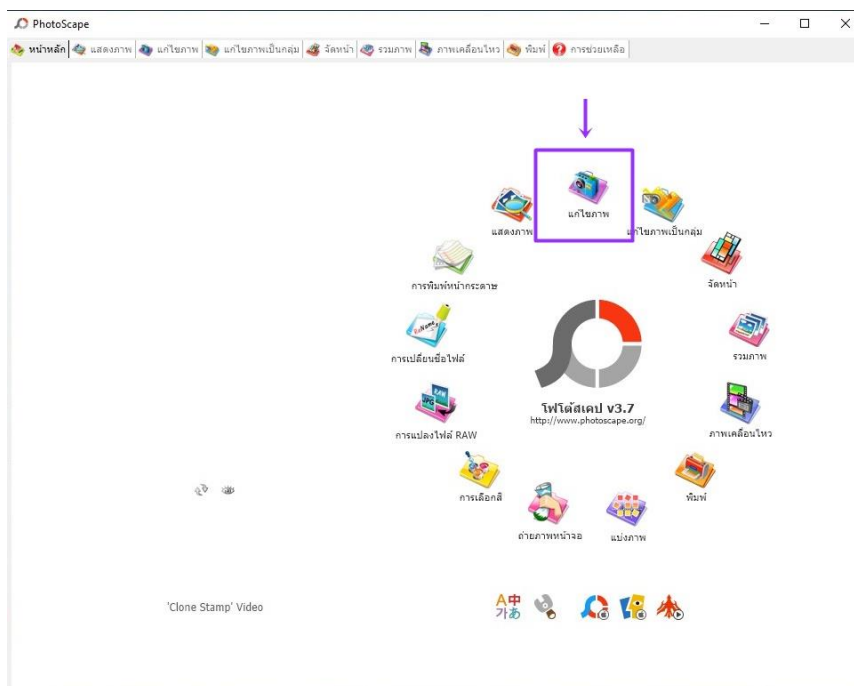 PhotoScape
หน้าหลัก แสดงภาพ แก้ไขภาพ แก้ไขภาพเป็นกลุ่ม จัดหน้า รวมภาพ ภาพเคลื่อนไหว พิมพ์ การช่วยเหลือ
แก้ไขภาพ
แสดงภาพ
แก้ไขภาพเป็นกลุ่ม
การพิมพ์หน้ากระดาษ
จัดหน้า
การเปลี่ยนชื่อไฟล์
รวมภาพ
โฟโต้สเคป v3.7
http://www.photoscape.org/
การแปลงไฟล์ RAW
ภาพเคลื่อนไหว
การเลือกสี
พิมพ์
ถ่ายภาพหน้าจอ
แบ่งภาพ
'Clone Stamp' Video
A中
가あ